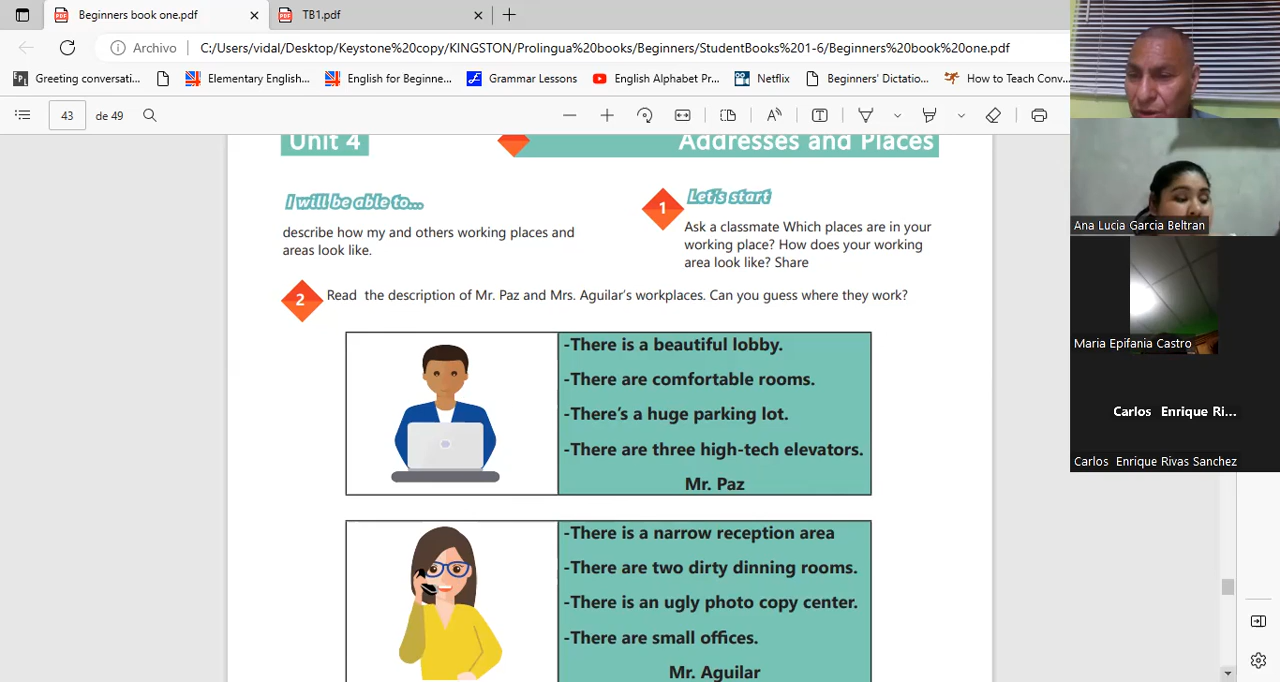 Beginners book one.pdf
TB1.pdf
Archivo
C:/Users/vidal/Desktop/Keystone%20copy/KINGSTON/Prolingua%20books/Beginners/StudentBooks%201-6/Beginners%20book%20one.pdf
Greeting conversati...
Elementary English...
English for Beginne...
Grammar Lessons
English Alphabet Pr...
Netflix
Beginners' Dictatio...
How to Teach Conv...
43
de 49
Unit 4
Addresses and Places
I will be able to...
describe how my and others working places and
areas look like.
1
Let's start
Ask a classmate Which places are in your
working place? How does your working
area look like? Share
2
Read the description of Mr. Paz and Mrs. Aguilar's workplaces. Can you guess where they work?
-There is a beautiful lobby.
-There are comfortable rooms.
-There's a huge parking lot.
-There are three high-tech elevators.
Mr. Paz
-There is a narrow reception area
-There are two dirty dinning rooms.
-There is an ugly photo copy center.
-There are small offices.
Mr. Aguilar
Ana Lucia Garcia Beltran
Maria Epifania Castro
Carlos Enrique Ri...
Carlos Enrique Rivas Sanchez